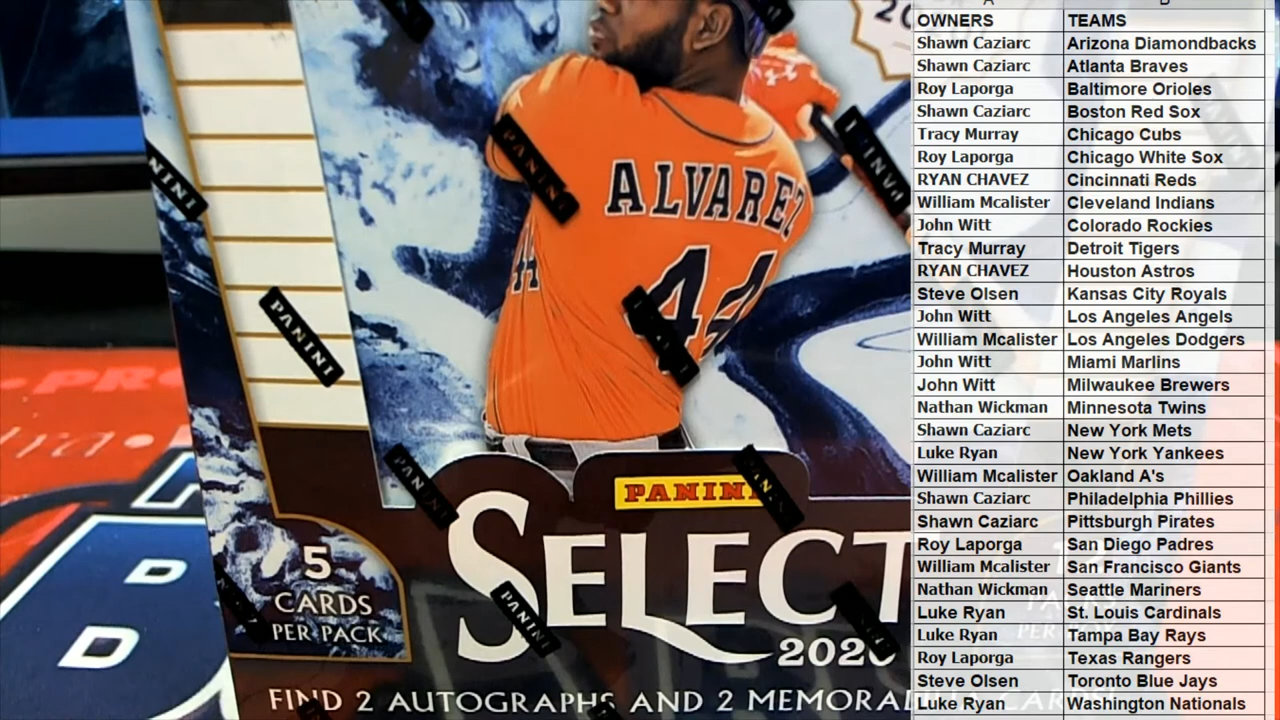 OWNERS TEAMS
Shawn Caziarc Arizona Diamondbacks
Shawn Caziarc Atlanta Braves
Roy Laporga Baltimore Orioles
Shawn Caziarc Boston Red Sox
Tracy Murray Chicago Cubs
Roy Laporga Chicago White Sox
RYAN CHAVEZ Cincinnati Reds
William Mcalister Cleveland Indians
John Witt Colorado Rockies
Tracy Murray Detroit Tigers
RYAN CHAVEZ Houston Astros
Steve Olsen Kansas City Royals
John Witt Los Angeles Angels
William Mcalister Los Angeles Dodgers
John Witt Miami Marlins
John Witt Milwaukee Brewers
Nathan Wickman Minnesota Twins
Shawn Caziarc New York Mets
Luke Ryan New York Yankees
William Mcalister Oakland A's
Shawn Caziarc Philadelphia Phillies
Shawn Caziarc Pittsburgh Pirates
Roy Laporga San Diego Padres
William Mcalister San Francisco Giants
Nathan Wickman Seattle Mariners
Luke Ryan St. Louis Cardinals
Luke Ryan Tampa Bay Rays
Roy Laporga Texas Rangers
Steve Olsen Toronto Blue Jays
Luke Ryan Washington Nationals
ALVAREZ
44
44
PANINI
PANINI
PANINI
PANINI
PANINI
PANINI
SELECT
2020
5
CARDS
PER PACK
FIND 2 AUTOGRAPHS AND 2